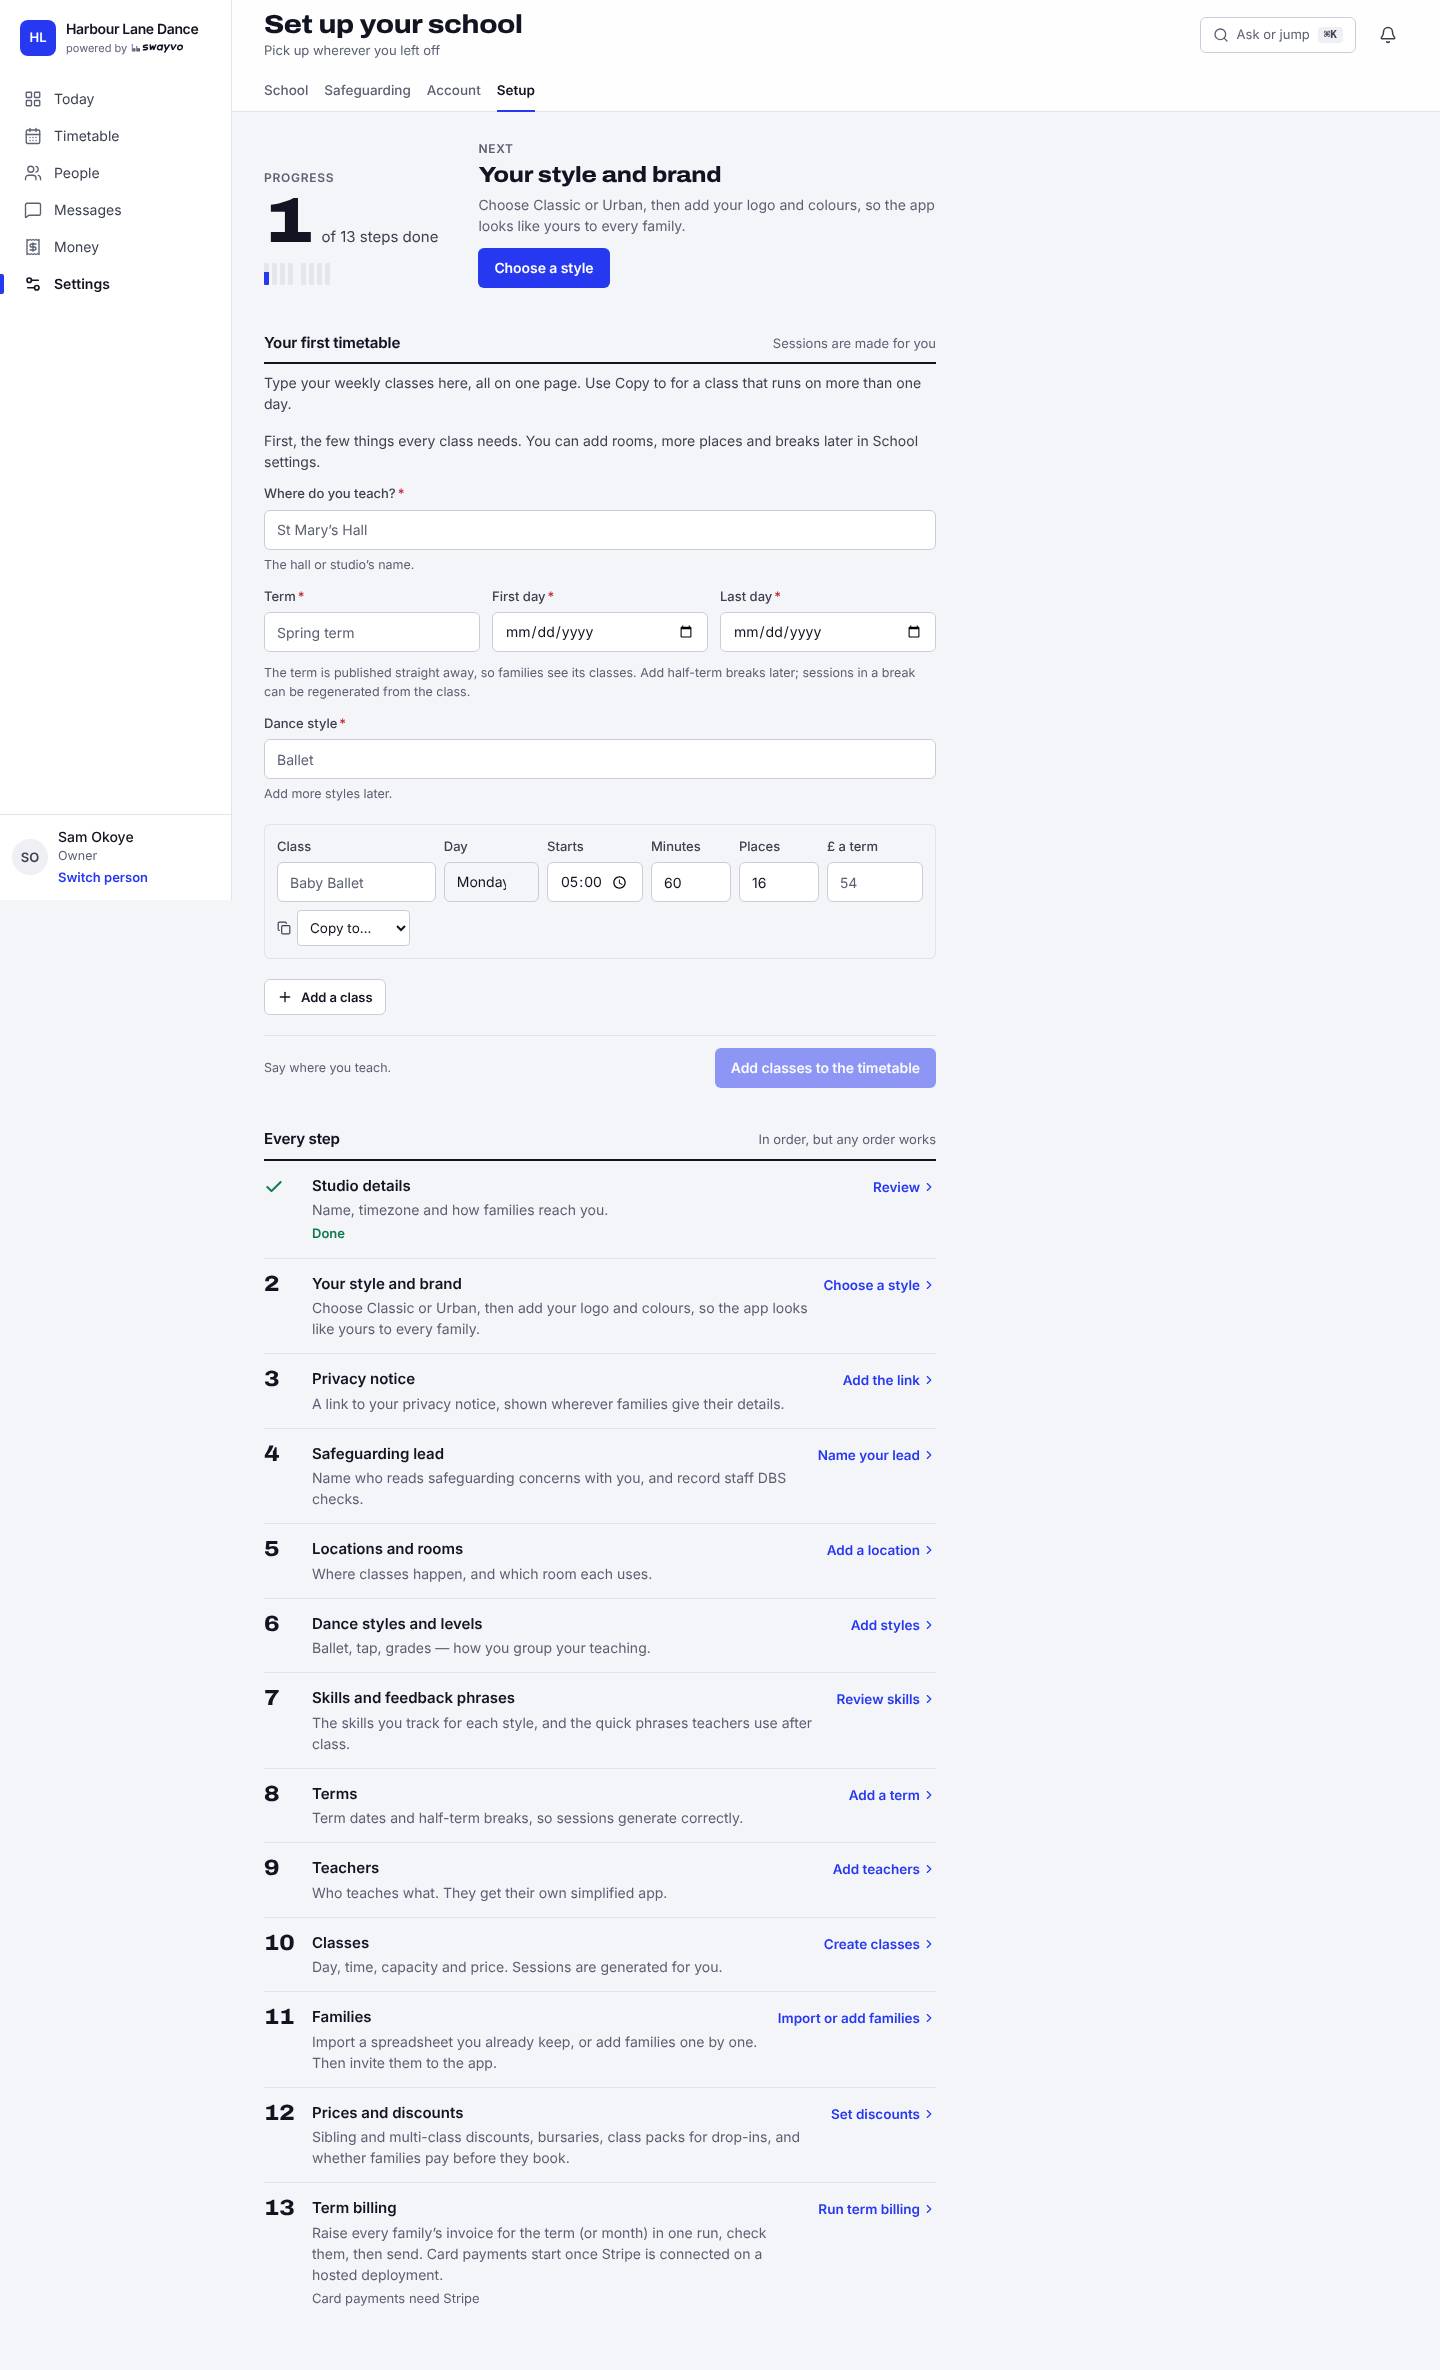 HL
Harbour Lane Dance
powered by swayvo
Today
Timetable
People
Messages
Money
Settings
SO
Sam Okoye
Owner
Switch person
Set up your school
Pick up wherever you left off
Ask or jump ⌘K
School Safeguarding Account Setup
PROGRESS
1 of 13 steps done
NEXT
Your style and brand
Choose Classic or Urban, then add your logo and colours, so the app
looks like yours to every family.
Choose a style
Your first timetable
Sessions are made for you
Type your weekly classes here, all on one page. Use Copy to for a class that runs on more than one
day.
First, the few things every class needs. You can add rooms, more places and breaks later in School
settings.
Where do you teach?*
St Mary’s Hall
The hall or studio’s name.
Term* First day* Last day*
Spring term mm/dd/yyyy mm/dd/yyyy
The term is published straight away, so families see its classes. Add half-term breaks later; sessions in a break
can be regenerated from the class.
Dance style*
Ballet
Add more styles later.
Class Day Starts Minutes Places £ a term
Baby Ballet Monday 05:00 60 16 54
Copy to...
Add a class
Say where you teach.
Add classes to the timetable
Every step
In order, but any order works
Studio details
Review
Name, timezone and how families reach you.
Done
2 Your style and brand
Choose a style
Choose Classic or Urban, then add your logo and colours, so the app looks
like yours to every family.
3 Privacy notice
Add the link
A link to your privacy notice, shown wherever families give their details.
4 Safeguarding lead
Name your lead
Name who reads safeguarding concerns with you, and record staff DBS
checks.
5 Locations and rooms
Add a location
Where classes happen, and which room each uses.
6 Dance styles and levels
Add styles
Ballet, tap, grades — how you group your teaching.
7 Skills and feedback phrases
Review skills
The skills you track for each style, and the quick phrases teachers use after
class.
8 Terms
Add a term
Term dates and half-term breaks, so sessions generate correctly.
9 Teachers
Add teachers
Who teaches what. They get their own simplified app.
10 Classes
Create classes
Day, time, capacity and price. Sessions are generated for you.
11 Families
Import or add families
Import a spreadsheet you already keep, or add families one by one.
Then invite them to the app.
12 Prices and discounts
Set discounts
Sibling and multi-class discounts, bursaries, class packs for drop-ins, and
whether families pay before they book.
13 Term billing
Run term billing
Raise every family’s invoice for the term (or month) in one run, check
them, then send. Card payments start once Stripe is connected on a
hosted deployment.
Card payments need Stripe